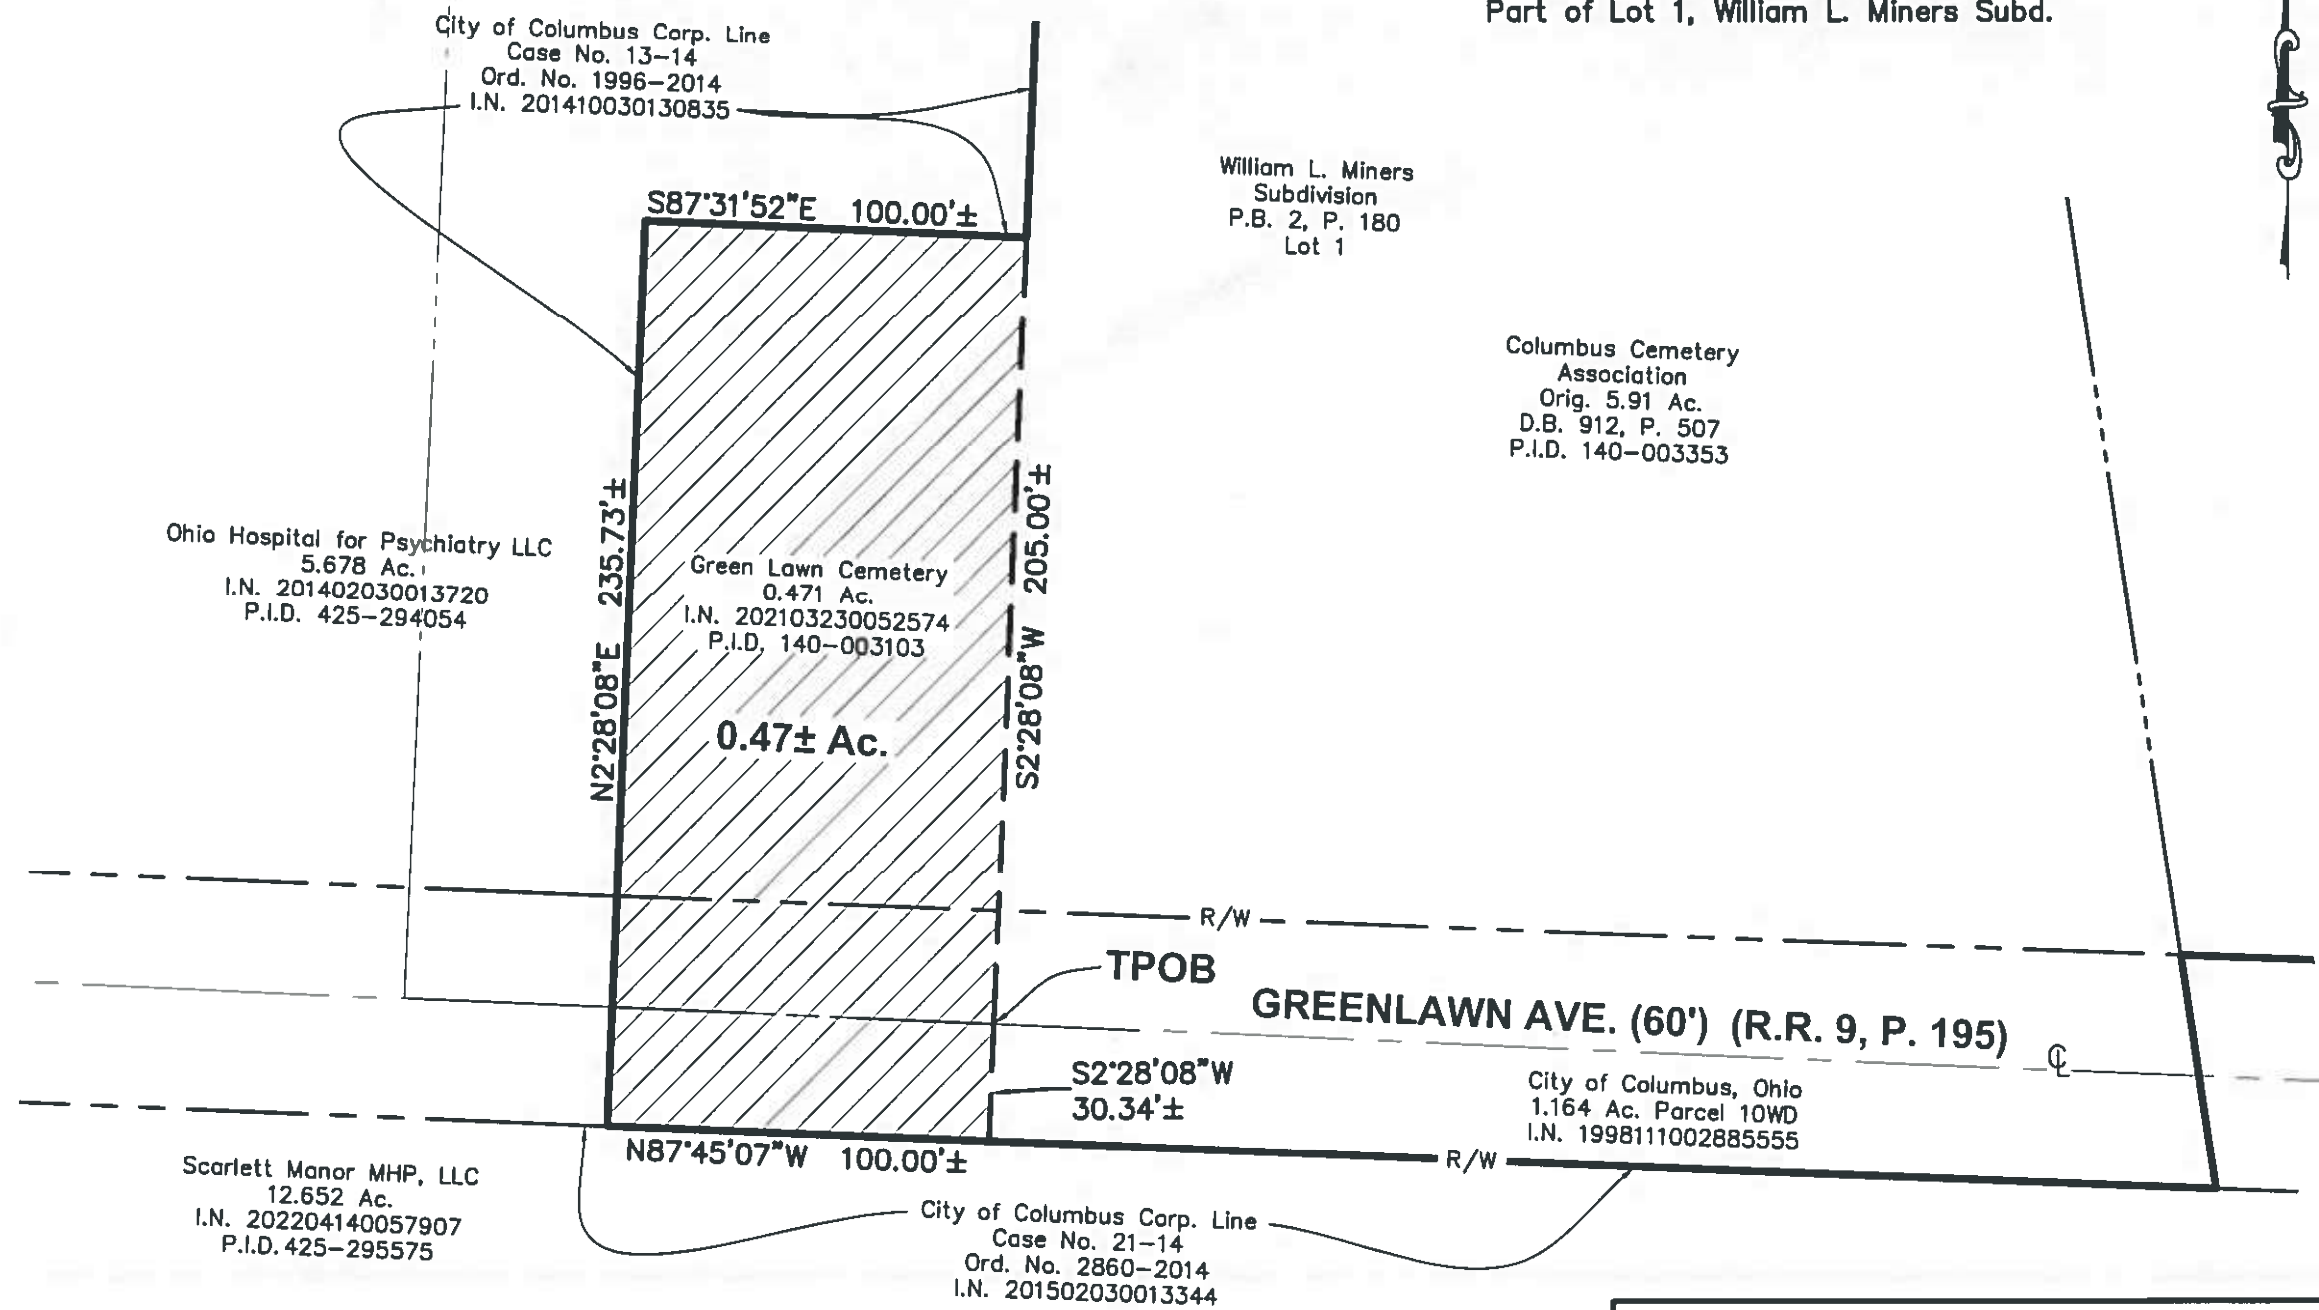 Part of Lot 1, William L. Miners Subd.
City of Columbus Corp. Line
Case No. 13-14
Ord. No. 1996-2014
I.N. 201410030130835
William L. Miners
Subdivision
P.B. 2, P. 180
Lot 1
S87°31'52"E 100.00'±
Columbus Cemetery
Association
Orig. 5.91 Ac.
D.B. 912, P. 507
P.I.D. 140-003353
Ohio Hospital for Psychiatry LLC
5.678 Ac.
I.N. 201402030013720
P.I.D. 425-294054
N2°28'08"E 235.73'±
Green Lawn Cemetery
0.471 Ac.
I.N. 202103230052574
P.I.D. 140-003103
0.47± Ac.
S2°28'08"W 205.00'±
R/W
TPOB
GREENLAWN AVE. (60') (R.R. 9, P. 195)
℄
S2°28'08"W
30.34'±
City of Columbus, Ohio
1.164 Ac. Parcel 10WD
I.N. 1998111002885555
N87°45'07"W 100.00'±
R/W
Scarlett Manor MHP, LLC
12.652 Ac.
I.N. 202204140057907
P.I.D. 425-295575
City of Columbus Corp. Line
Case No. 21-14
Ord. No. 2860-2014
I.N. 201502030013344